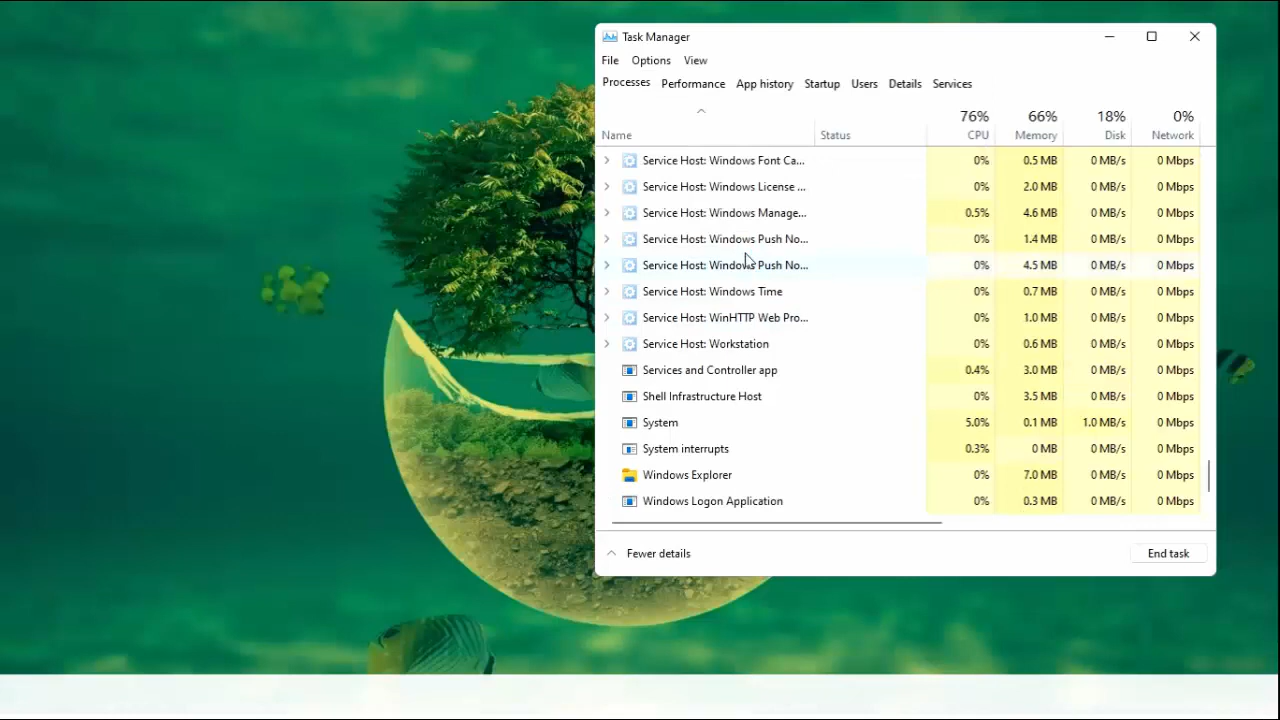 Task Manager
File Options View
Processes Performance App history Startup Users Details Services
76% 66% 18% 0%
Name Status CPU Memory Disk Network
Service Host: Windows Font Ca... 0% 0.5 MB 0 MB/s 0 Mbps
Service Host: Windows License ... 0% 2.0 MB 0 MB/s 0 Mbps
Service Host: Windows Manage... 0.5% 4.6 MB 0 MB/s 0 Mbps
Service Host: Windows Push No... 0% 1.4 MB 0 MB/s 0 Mbps
Service Host: Windows Push No... 0% 4.5 MB 0 MB/s 0 Mbps
Service Host: Windows Time 0% 0.7 MB 0 MB/s 0 Mbps
Service Host: WinHTTP Web Pro... 0% 1.0 MB 0 MB/s 0 Mbps
Service Host: Workstation 0% 0.6 MB 0 MB/s 0 Mbps
Services and Controller app 0.4% 3.0 MB 0 MB/s 0 Mbps
Shell Infrastructure Host 0% 3.5 MB 0 MB/s 0 Mbps
System 5.0% 0.1 MB 1.0 MB/s 0 Mbps
System interrupts 0.3% 0 MB 0 MB/s 0 Mbps
Windows Explorer 0% 7.0 MB 0 MB/s 0 Mbps
Windows Logon Application 0% 0.3 MB 0 MB/s 0 Mbps
Fewer details End task